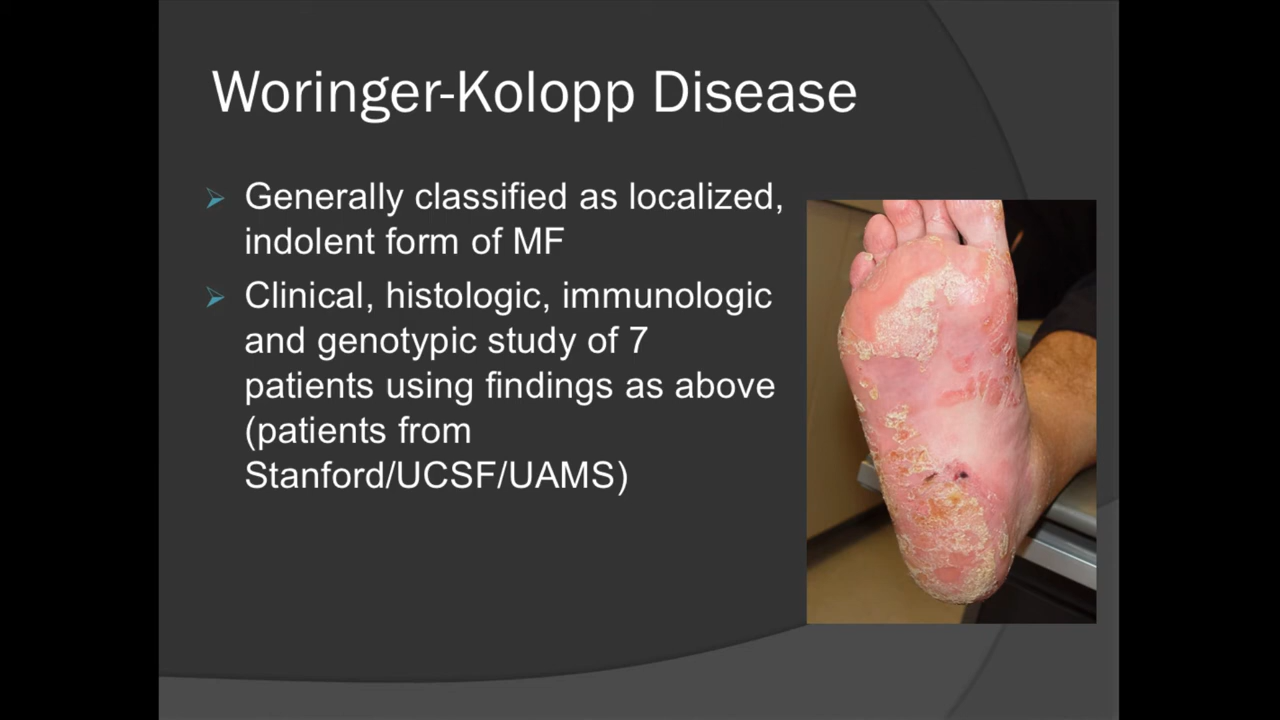 Woringer-Kolopp Disease
Generally classified as localized,
indolent form of MF
Clinical, histologic, immunologic
and genotypic study of 7
patients using findings as above
(patients from
Stanford/UCSF/UAMS)